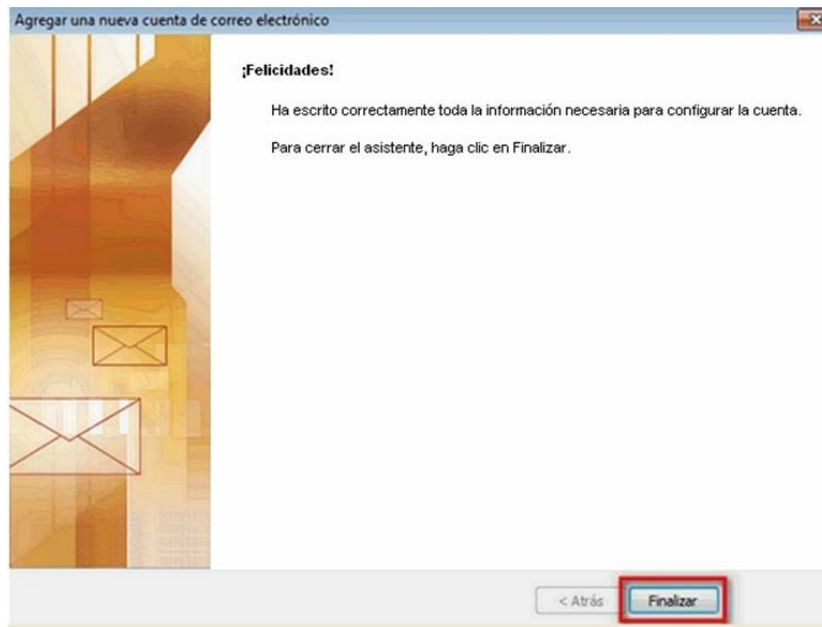 Agregar una nueva cuenta de correo electrónico
¡Felicidades!
Ha escrito correctamente toda la información necesaria para configurar la cuenta.
Para cerrar el asistente, haga clic en Finalizar.
< Atrás
Finalizar